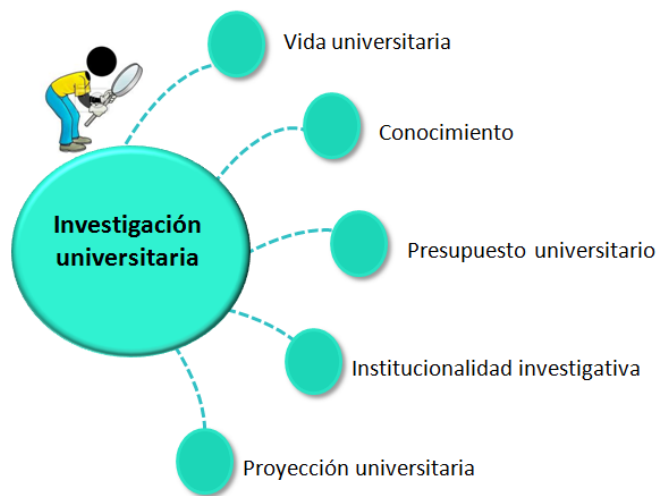 Vida universitaria
Conocimiento
Investigación
universitaria
Presupuesto universitario
Institucionalidad investigativa
Proyección universitaria